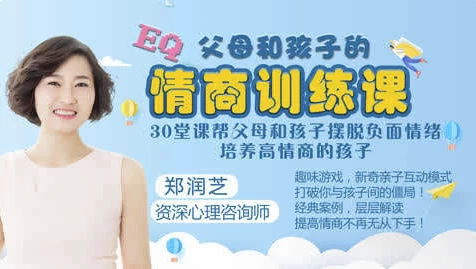 EQ 父母和孩子的
情商训练课
30堂课帮父母和孩子摆脱负面情绪
培养高情商的孩子
郑润芝
资深心理咨询师
趣味游戏，新奇亲子互动模式
打破你与孩子间的僵局！
经典案例，层层解读
提高情商不再无从下手！